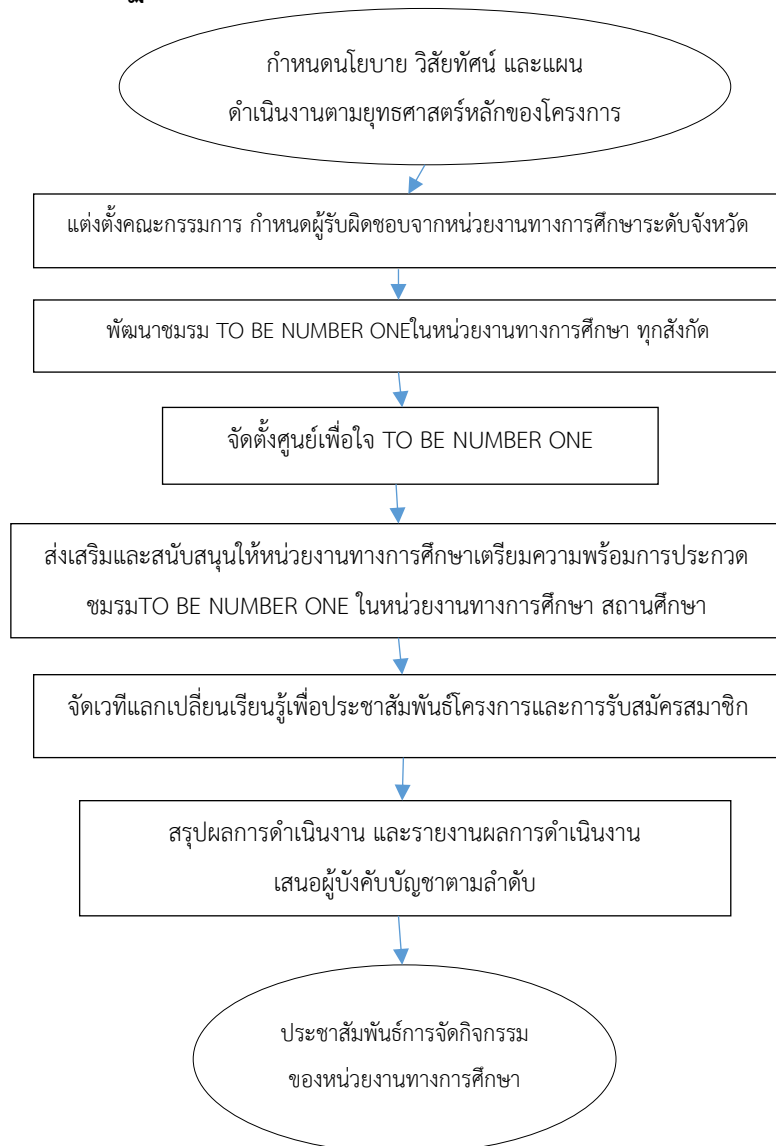 กำหนดนโยบาย วิสัยทัศน์ และแผน
ดำเนินงานตามยุทธศาสตร์หลักของโครงการ
แต่งตั้งคณะกรรมการ กำหนดผู้รับผิดชอบจากหน่วยงานทางการศึกษาระดับจังหวัด
พัฒนาชมรม TO BE NUMBER ONEในหน่วยงานทางการศึกษา ทุกสังกัด
จัดตั้งศูนย์เพื่อใจ TO BE NUMBER ONE
ส่งเสริมและสนับสนุนให้หน่วยงานทางการศึกษาเตรียมความพร้อมการประกวด
ชมรมTO BE NUMBER ONE ในหน่วยงานทางการศึกษา สถานศึกษา
จัดเวทีแลกเปลี่ยนเรียนรู้เพื่อประชาสัมพันธ์โครงการและการรับสมัครสมาชิก
สรุปผลการดำเนินงาน และรายงานผลการดำเนินงาน
เสนอผู้บังคับบัญชาตามลำดับ
ประชาสัมพันธ์การจัดกิจกรรม
ของหน่วยงานทางการศึกษา